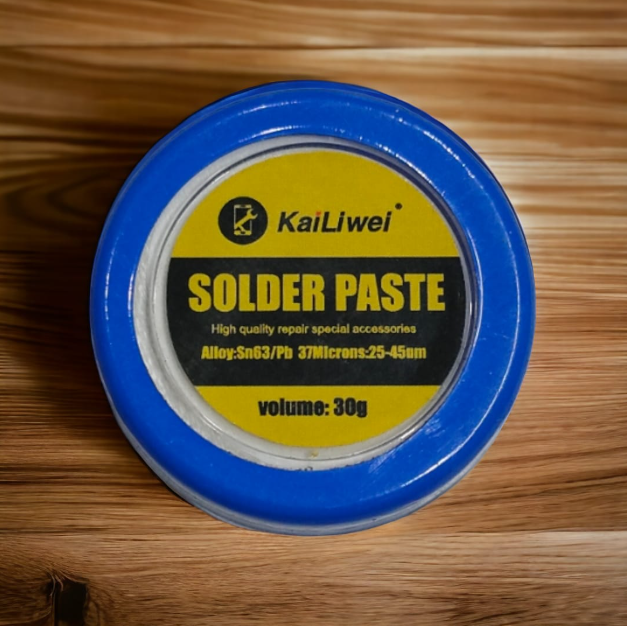 KaiLiwei
SOLDER PASTE
High quality repair special accessories
Alloy:Sn63/Pb 37MIcrons:25-45um
volume: 30g